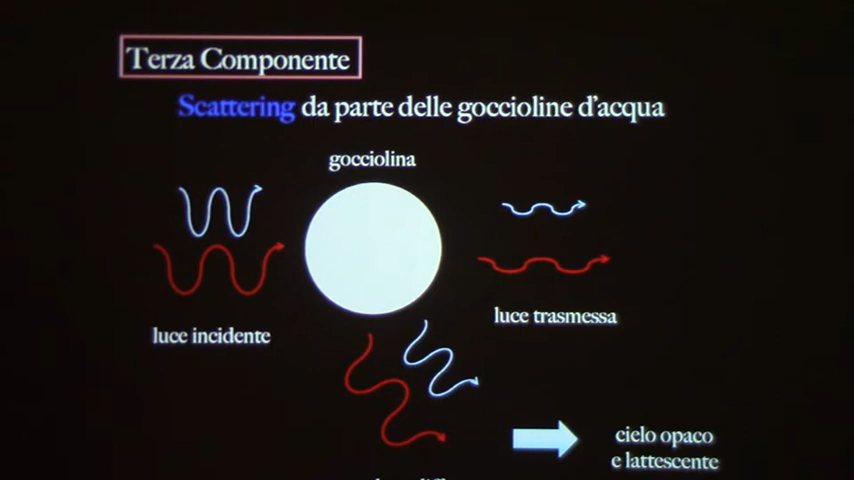 Terza Componente
Scattering da parte delle goccioline d'acqua
gocciolina
luce incidente
luce trasmessa
cielo opaco
e lattescente